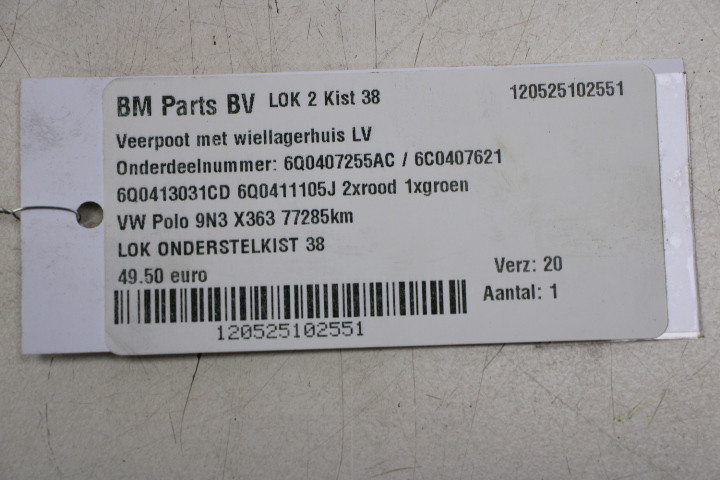 BM Parts BV LOK 2 Kist 38 120525102551
Veerpoot met wiellagerhuis LV
Onderdeelnummer: 6Q0407255AC / 6C0407621
6Q0413031CD 6Q0411105J 2xrood 1xgroen
VW Polo 9N3 X363 77285km
LOK ONDERSTELKIST 38
49.50 euro Verz: 20
Aantal: 1
120525102551